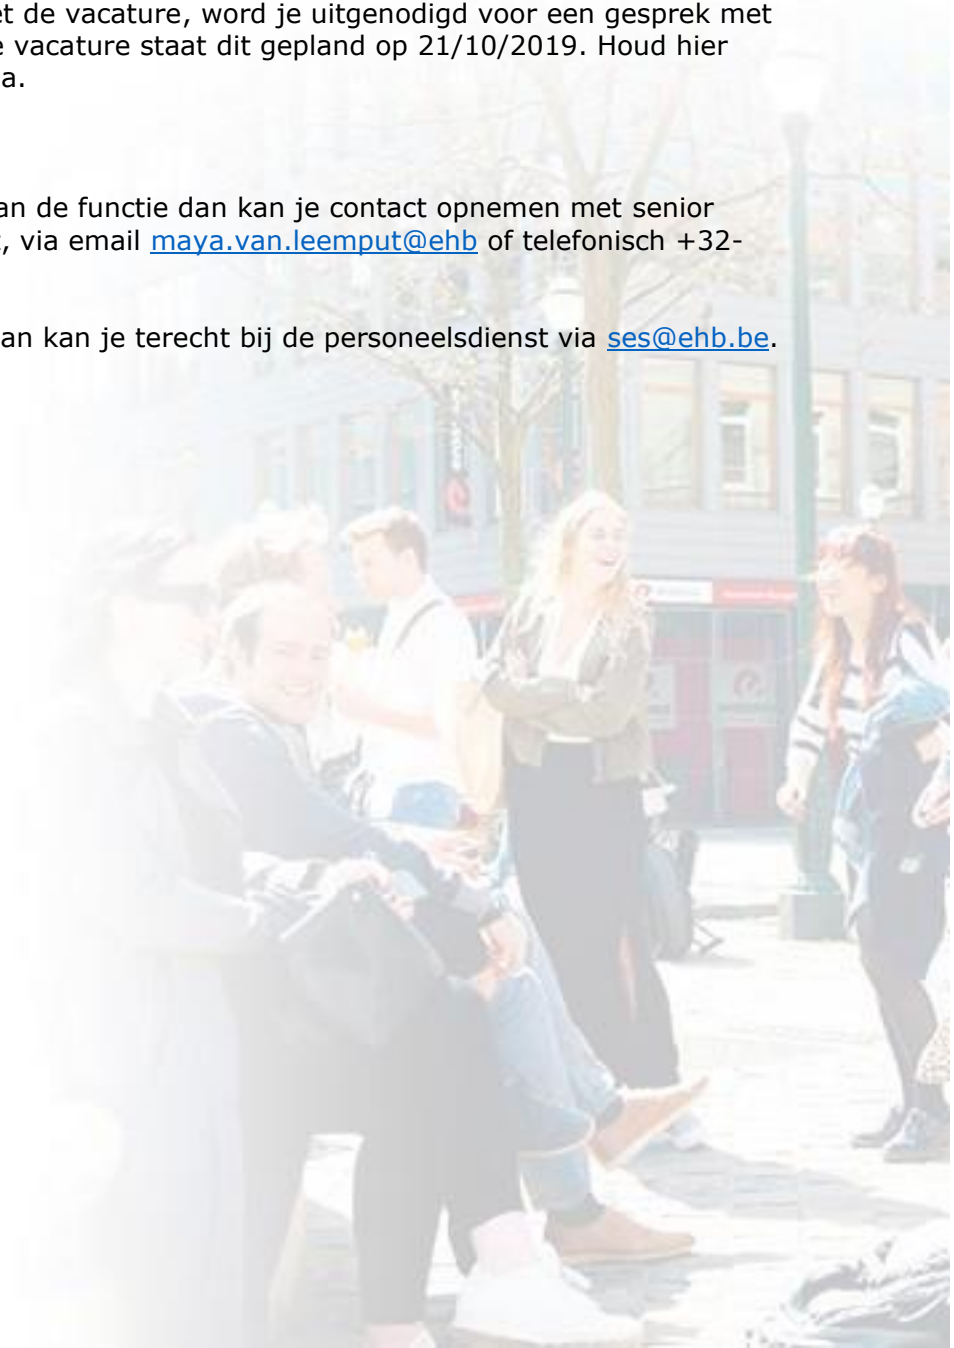 et de vacature, word je uitgenodigd voor een gesprek met
e vacature staat dit gepland op 21/10/2019. Houd hier
a.
an de functie dan kan je contact opnemen met senior
, via email maya.van.leemput@ehb of telefonisch +32-
an kan je terecht bij de personeelsdienst via ses@ehb.be.